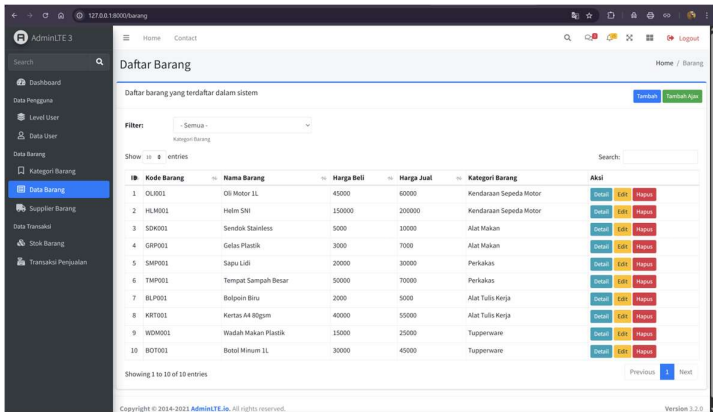 127.0.0.1:8000/barang
AdminLTE 3
Home Contact
Logout
Search
Daftar Barang
Home / Barang
Dashboard
Data Pengguna
Level User
Data User
Data Barang
Kategori Barang
Data Barang
Supplier Barang
Data Transaksi
Stok Barang
Transaksi Penjualan
Daftar barang yang terdaftar dalam sistem
Tambah Tambah Ajax
Filter: - Semua -
Kategori Barang
Show 10 entries
Search:
ID Kode Barang Nama Barang Harga Beli Harga Jual Kategori Barang Aksi
1 OLI001 Oli Motor 1L 45000 60000 Kendaraan Sepeda Motor Detail Edit Hapus
2 HLM001 Helm SNI 150000 200000 Kendaraan Sepeda Motor Detail Edit Hapus
3 SDK001 Sendok Stainless 5000 10000 Alat Makan Detail Edit Hapus
4 GRP001 Gelas Plastik 3000 7000 Alat Makan Detail Edit Hapus
5 SMP001 Sapu Lidi 20000 30000 Perkakas Detail Edit Hapus
6 TMP001 Tempat Sampah Besar 50000 70000 Perkakas Detail Edit Hapus
7 BLP001 Bolpoin Biru 2000 5000 Alat Tulis Kerja Detail Edit Hapus
8 KRT001 Kertas A4 80gsm 40000 55000 Alat Tulis Kerja Detail Edit Hapus
9 WDM001 Wadah Makan Plastik 15000 25000 Tupperware Detail Edit Hapus
10 BOT001 Botol Minum 1L 30000 45000 Tupperware Detail Edit Hapus
Showing 1 to 10 of 10 entries
Previous 1 Next
Copyright © 2014-2021 AdminLTE.io. All rights reserved.
Version 3.2.0